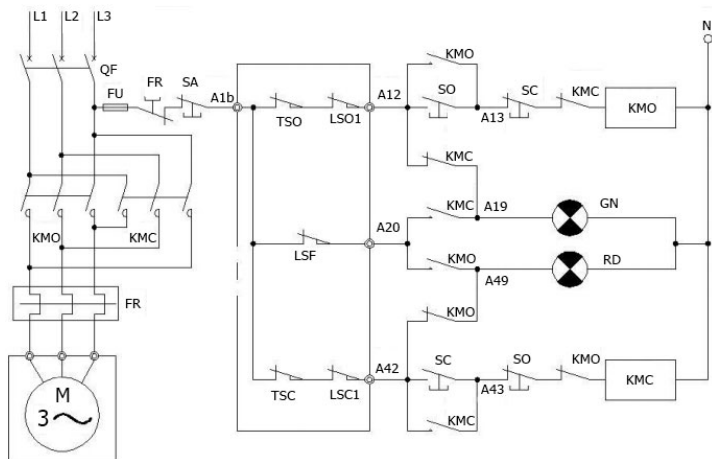 L1 L2 L3
N
KMO
QF
FR SA
FU
A1b
A12
SO
SC
KMC
KMO
TSO
LSO1
A13
KMC
KMC
A19
GN
A20
LSF
KMO
A49
RD
KMO KMC
KMO
FR
A42
SC
SO
KMO
KMC
TSC
LSC1
A43
KMC
M
3